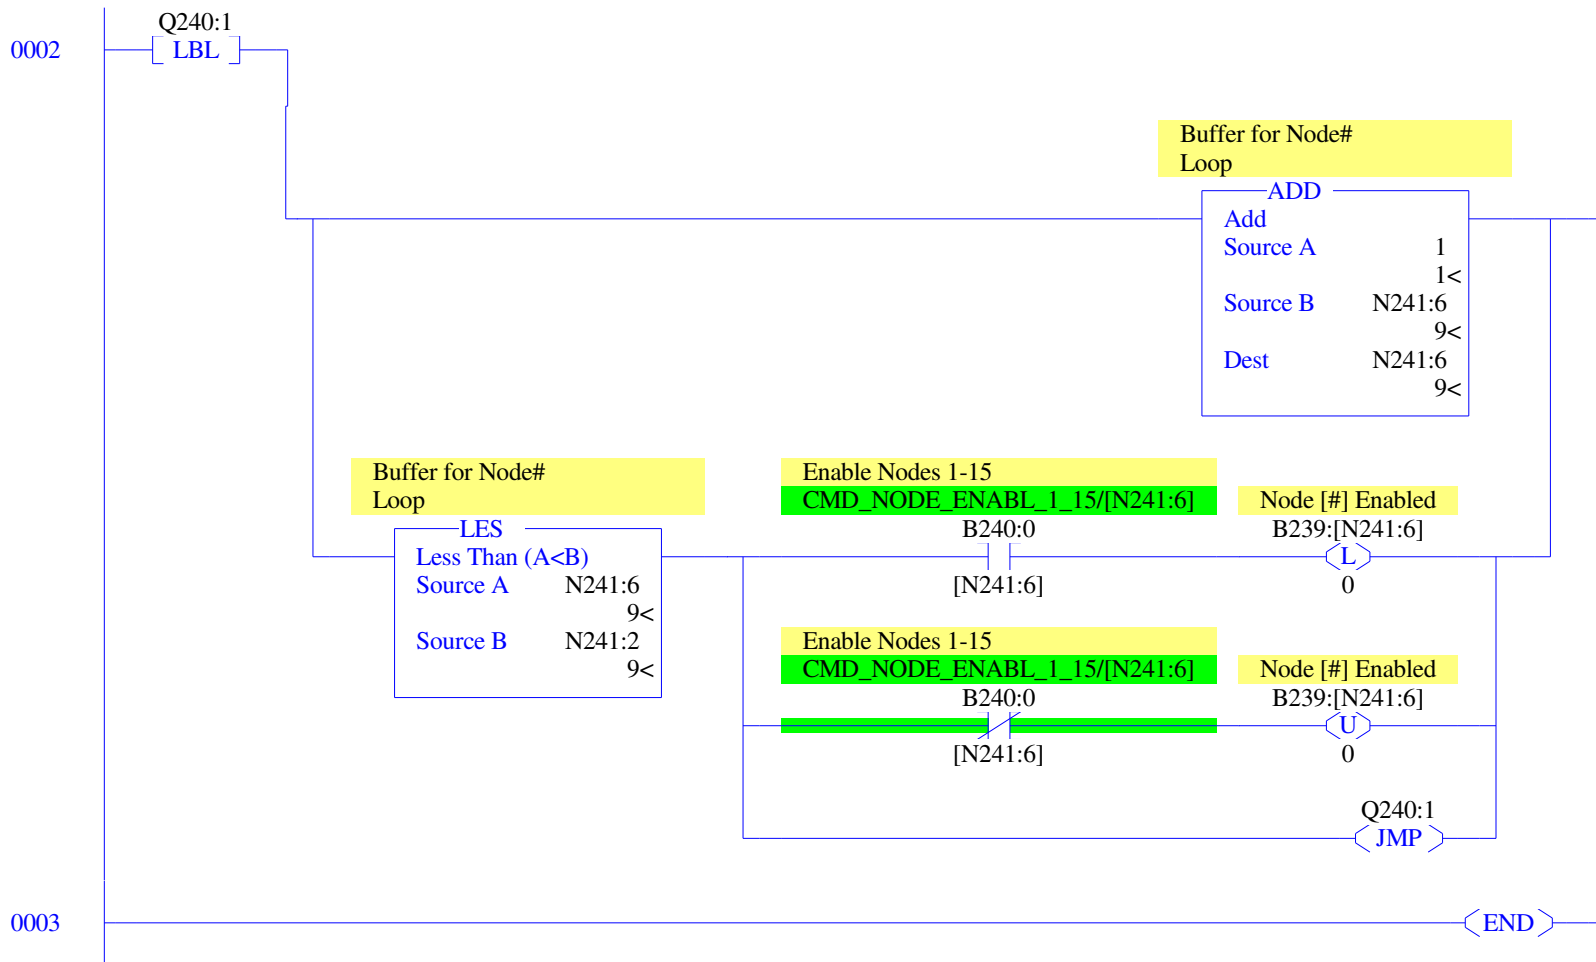 Q240:1
0002
LBL
Buffer for Node#
Loop
ADD
Add
Source A 1
1<
Source B N241:6
9<
Dest N241:6
9<
Buffer for Node#
Loop
LES
Less Than (A<B)
Source A N241:6
9<
Source B N241:2
9<
Enable Nodes 1-15
CMD_NODE_ENABL_1_15/[N241:6]
B240:0
[N241:6]
Node [#] Enabled
B239:[N241:6]
L
0
Enable Nodes 1-15
CMD_NODE_ENABL_1_15/[N241:6]
B240:0
[N241:6]
Node [#] Enabled
B239:[N241:6]
U
0
Q240:1
JMP
0003
END